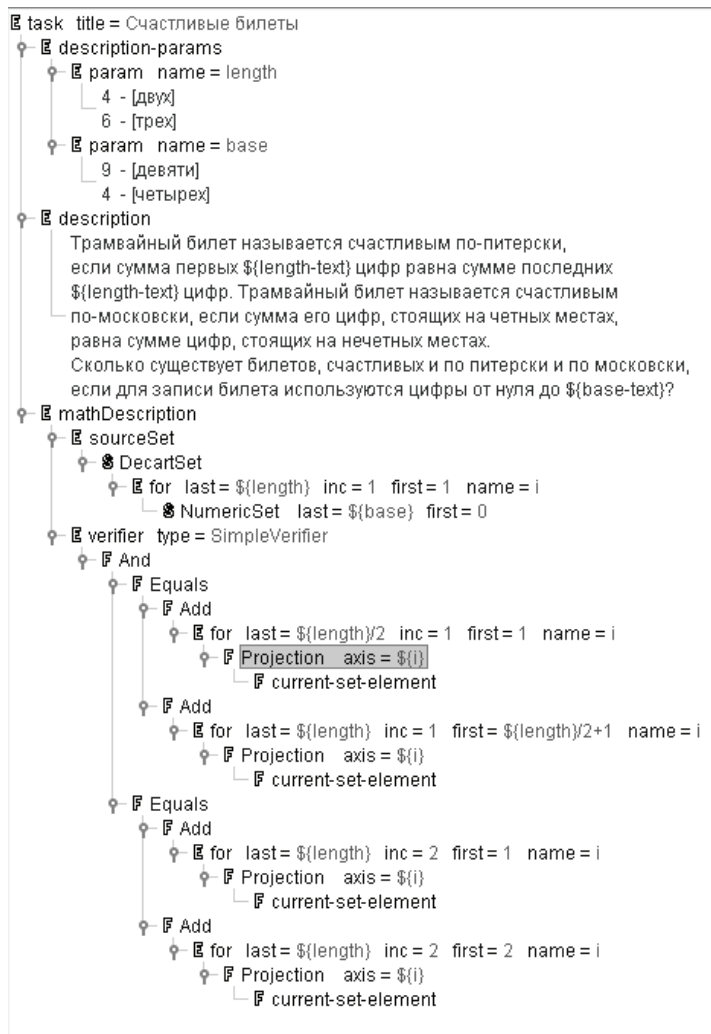 E task title = Счастливые билеты
E description-params
E param name = length
4 - [двух]
6 - [трех]
E param name = base
9 - [девяти]
4 - [четырех]
E description
Трамвайный билет называется счастливым по-питерски,
если сумма первых ${length-text} цифр равна сумме последних
${length-text} цифр. Трамвайный билет называется счастливым
по-московски, если сумма его цифр, стоящих на четных местах,
равна сумме цифр, стоящих на нечетных местах.
Сколько существует билетов, счастливых и по питерски и по московски,
если для записи билета используются цифры от нуля до ${base-text}?
E mathDescription
E sourceSet
S DecartSet
E for last = ${length} inc = 1 first = 1 name = i
S NumericSet last = ${base} first = 0
E verifier type = SimpleVerifier
F And
F Equals
F Add
E for last = ${length}/2 inc = 1 first = 1 name = i
F Projection axis = ${i}
F current-set-element
F Add
E for last = ${length} inc = 1 first = ${length}/2+1 name = i
F Projection axis = ${i}
F current-set-element
F Equals
F Add
E for last = ${length} inc = 2 first = 1 name = i
F Projection axis = ${i}
F current-set-element
F Add
E for last = ${length} inc = 2 first = 2 name = i
F Projection axis = ${i}
F current-set-element